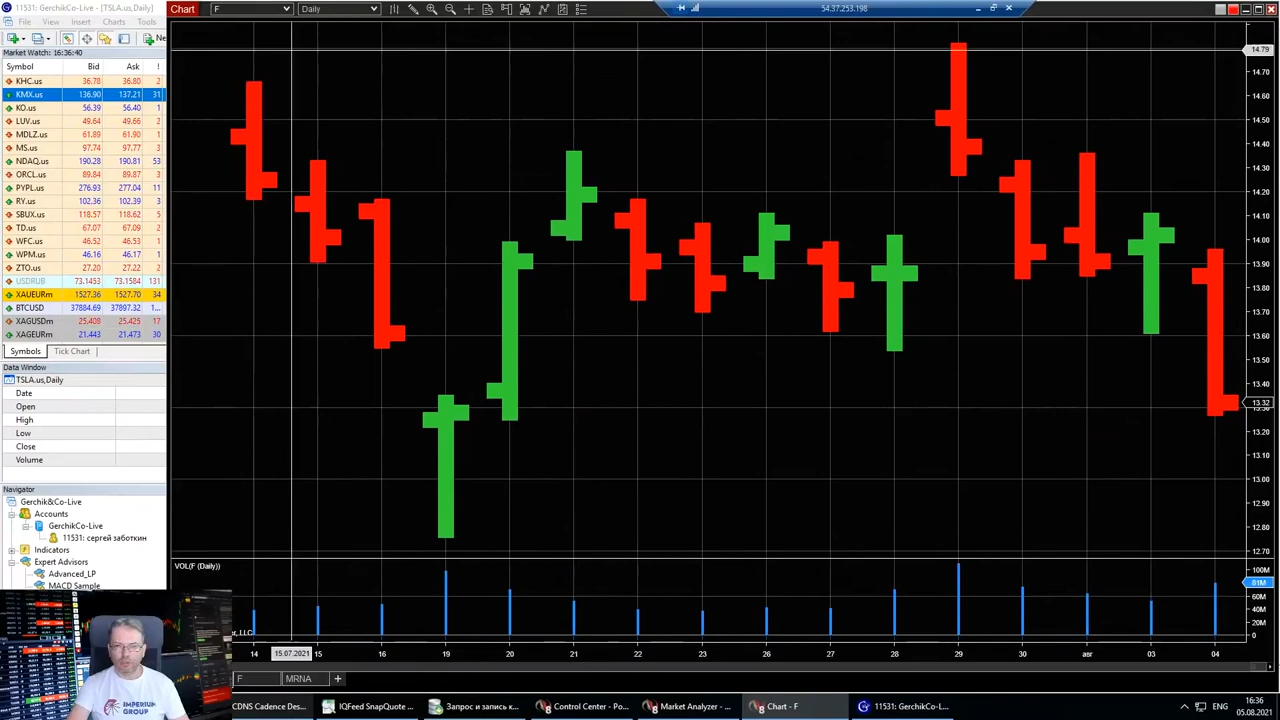 11531: GerchikCo-Live - [TSLA.us,Daily]
File View Insert Charts Tools
Ne
Market Watch: 16:36:40
Symbol Bid Ask !
KHC.us 36.78 36.80 2
KMX.us 136.90 137.21 31
KO.us 56.39 56.40 1
LUV.us 49.64 49.66 2
MDLZ.us 61.89 61.90 1
MS.us 97.74 97.77 3
NDAQ.us 190.28 190.81 53
ORCL.us 89.84 89.87 3
PYPL.us 276.93 277.04 11
RY.us 102.36 102.39 3
SBUX.us 118.57 118.62 5
TD.us 67.07 67.09 2
WFC.us 46.52 46.53 1
WPM.us 46.16 46.17 1
ZTO.us 27.20 27.22 2
USDRUB 73.1453 73.1584 131
XAUEURm 1527.36 1527.70 34
BTCUSD 37884.69 37897.32 1...
XAGUSDm 25.408 25.425 17
XAGEURm 21.443 21.473 30
Symbols Tick Chart
Data Window
TSLA.us,Daily
Date
Open
High
Low
Close
Volume
Navigator
Gerchik&Co-Live
Accounts
GerchikCo-Live
11531: сергей заботкин
Indicators
Expert Advisors
Advanced_LP
MACD Sample
Chart F Daily 54.37.253.198
14.79
14.70
14.60
14.50
14.40
14.30
14.20
14.10
14.00
13.90
13.80
13.70
13.60
13.50
13.40
13.32
13.20
13.10
13.00
12.90
12.80
12.70
VOL(F (Daily))
100M
81M
60M
40M
20M
0
er, LLC
14 15.07.2021 15 16 19 20 21 22 23 26 27 28 29 30 авг 03 04
F MRNA +
IMPERIUM
GROUP
CDNS Cadence Des... IQFeed SnapQuote ... Запрос и запись к... Control Center - Po... Market Analyzer - ... Chart - F 11531: GerchikCo-Li...
ENG
16:36
05.08.2021